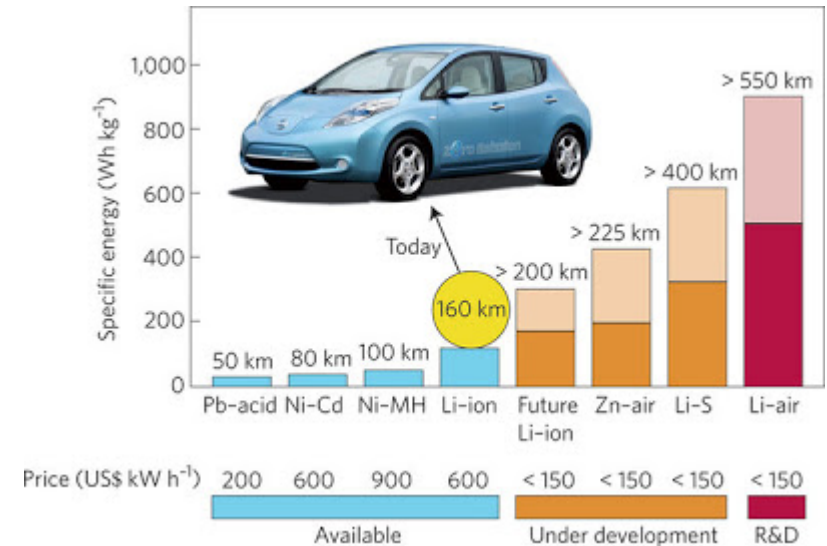 Specific energy (Wh kg⁻¹)
1,000
800
600
400
200
0
> 550 km
> 400 km
> 225 km
> 200 km
Today
160 km
50 km 80 km 100 km
zero emission
Pb–acid Ni–Cd Ni–MH Li–ion Future Li–ion Zn–air Li–S Li–air
Price (US$ kW h⁻¹) 200 600 900 600 < 150 < 150 < 150 < 150
Available Under development R&D